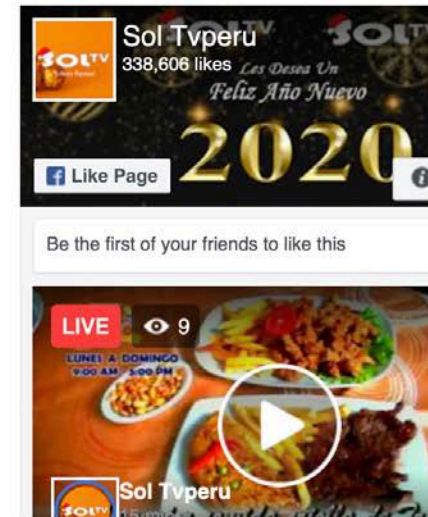 SOLTV
Sol Tvperu
338,606 likes
SOLTV
Les Desea Un
Feliz Año Nuevo
2020
Like Page
Be the first of your friends to like this
LIVE
9
LUNES A DOMINGO
9:00 AM - 5:00 PM
Sol Tvperu
SOLTV